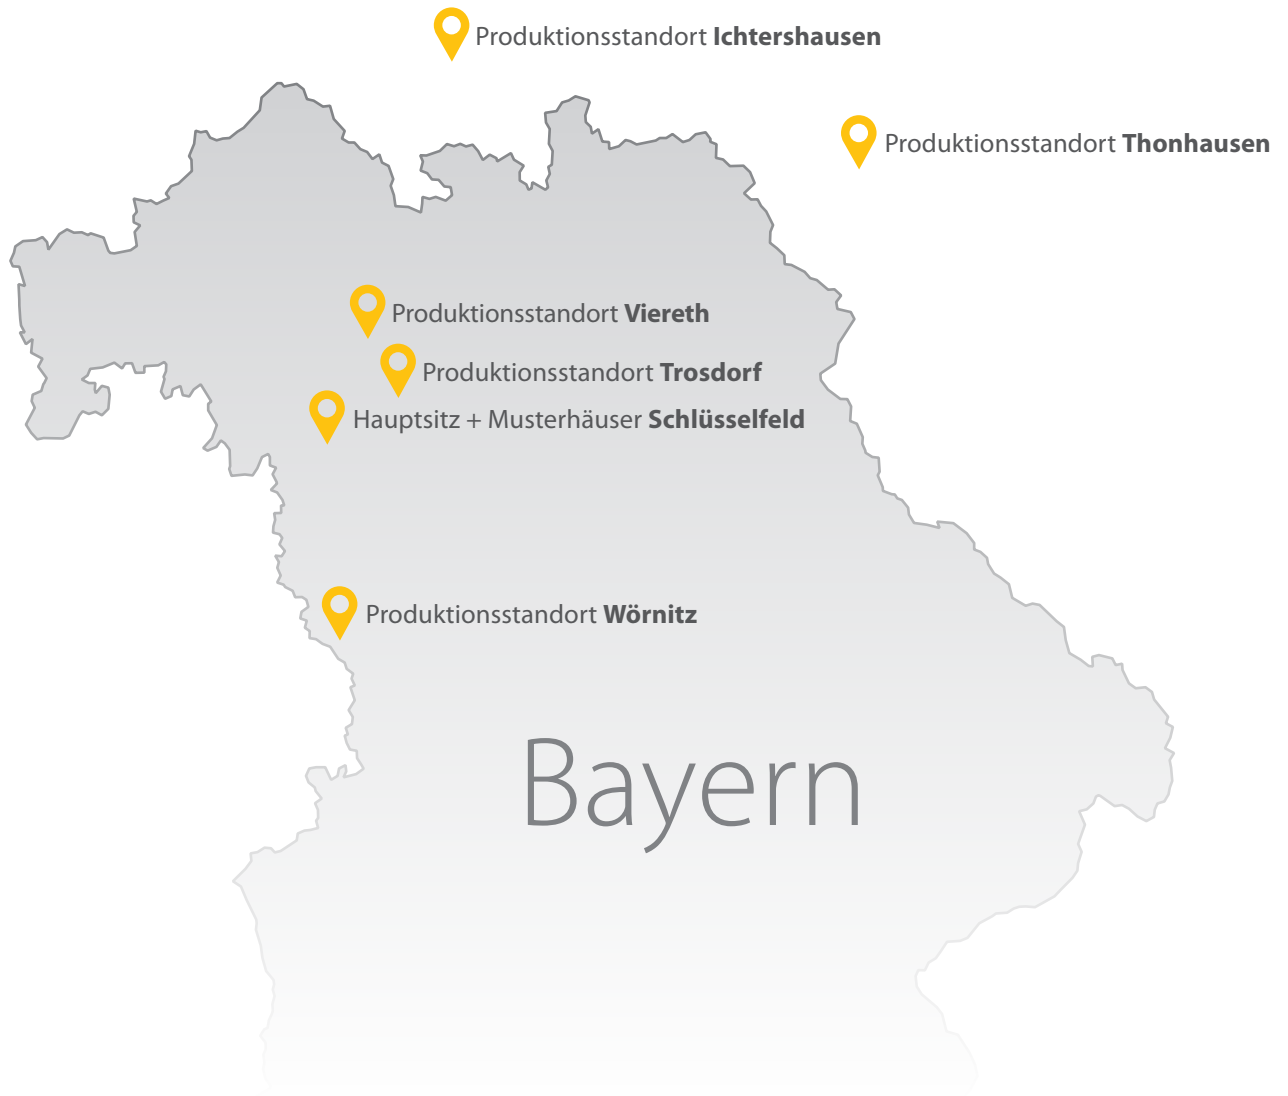 Produktionsstandort Ichtershausen
Produktionsstandort Thonhausen
Produktionsstandort Viereth
Produktionsstandort Trosdorf
Hauptsitz + Musterhäuser Schlüsselfeld
Produktionsstandort Wörnitz
Bayern